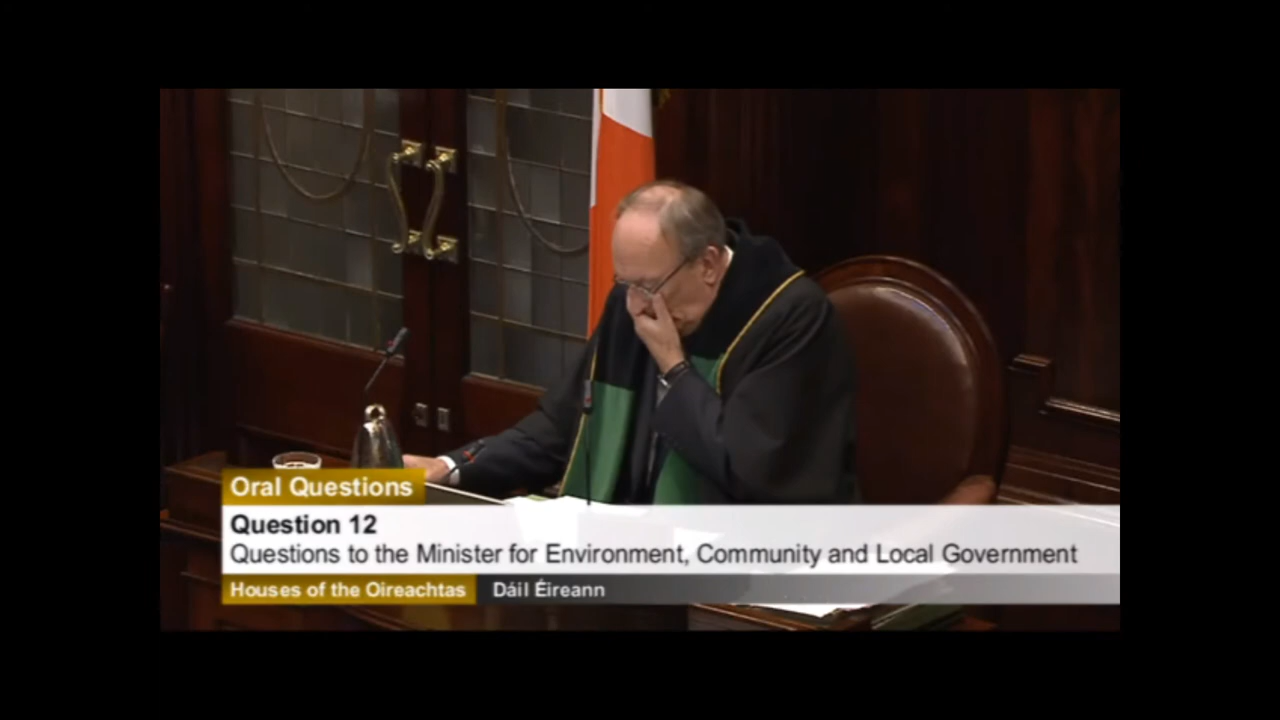 Oral Questions
Question 12
Questions to the Minister for Environment, Community and Local Government
Houses of the Oireachtas Dáil Éireann